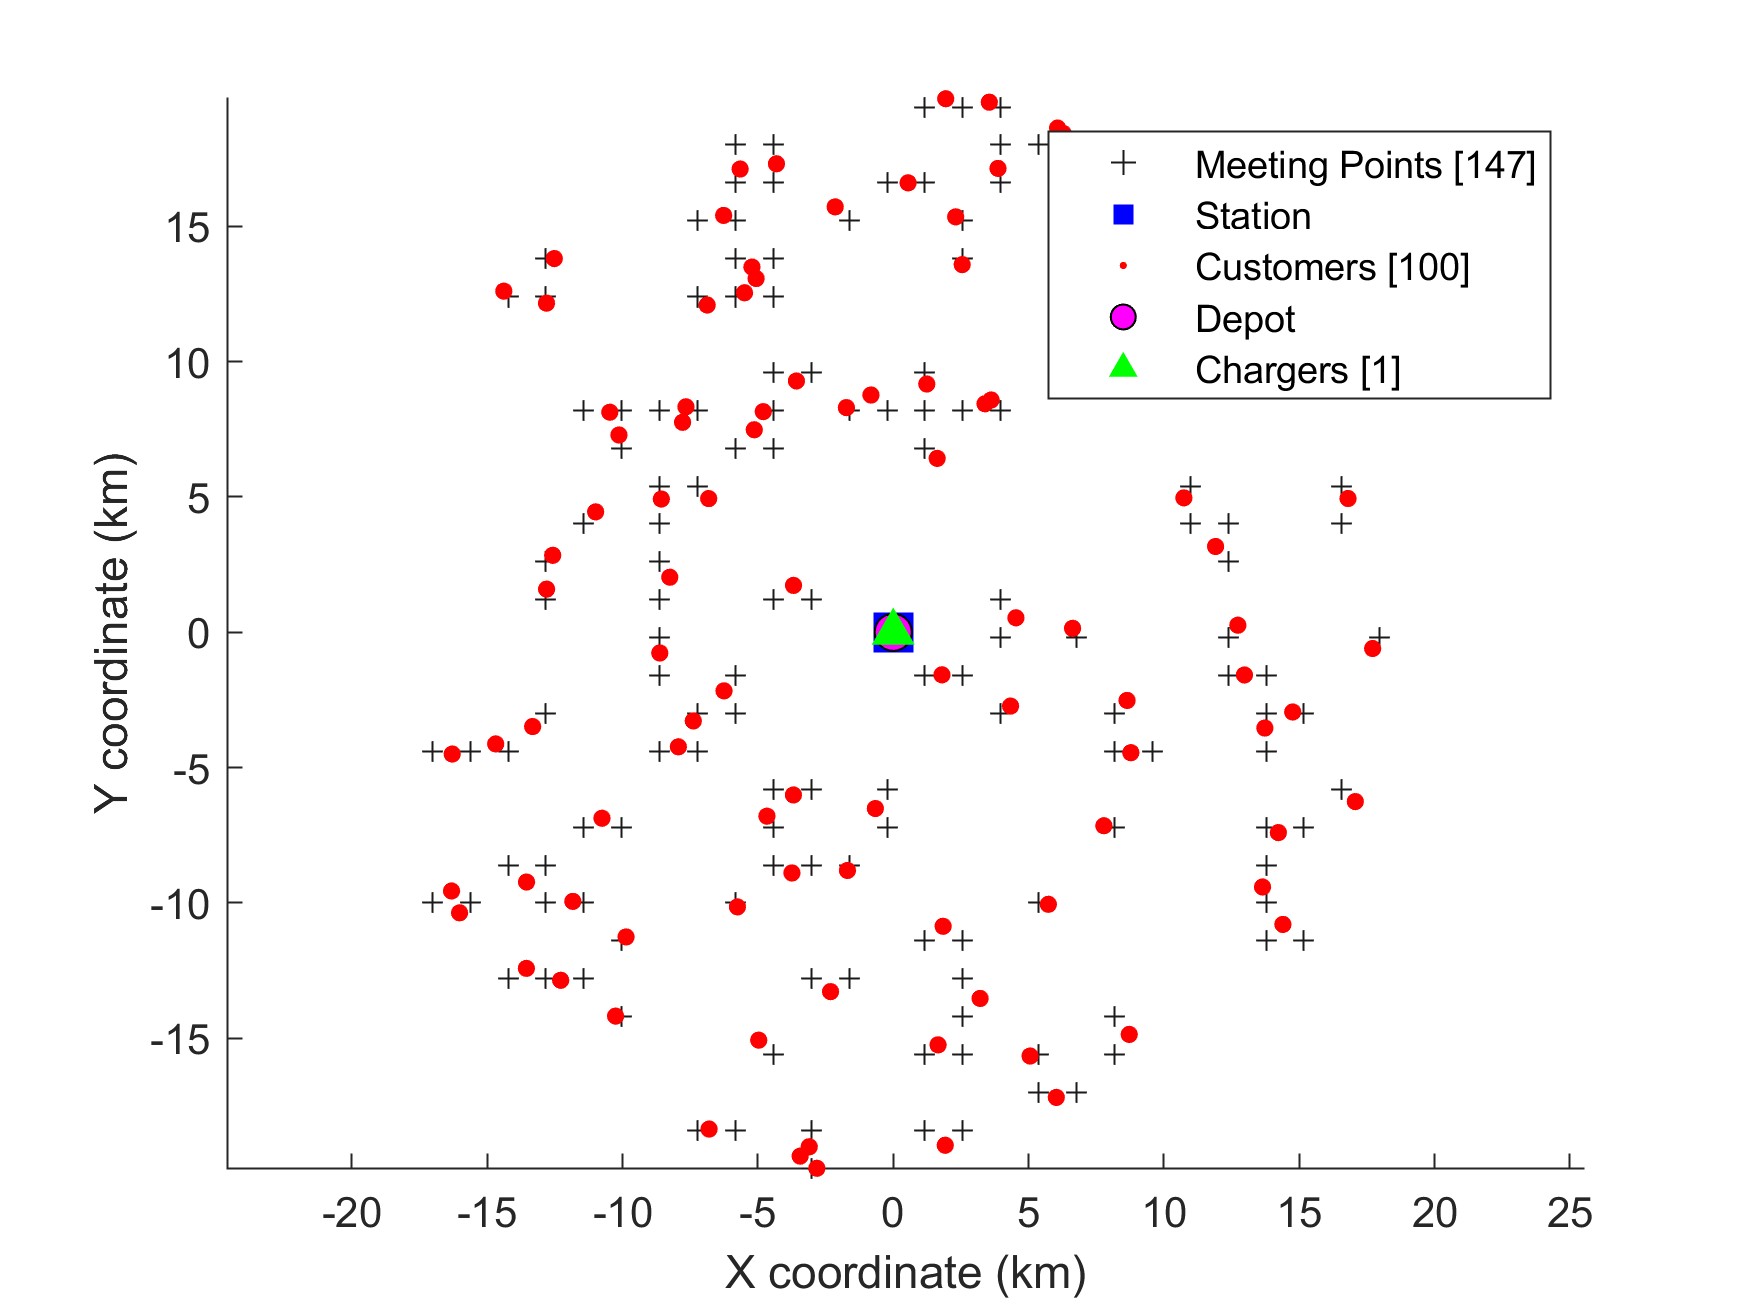 Meeting Points [147]
Station
Customers [100]
Depot
Chargers [1]
15
10
5
0
-5
-10
-15
Y coordinate (km)
-20 -15 -10 -5 0 5 10 15 20 25
X coordinate (km)